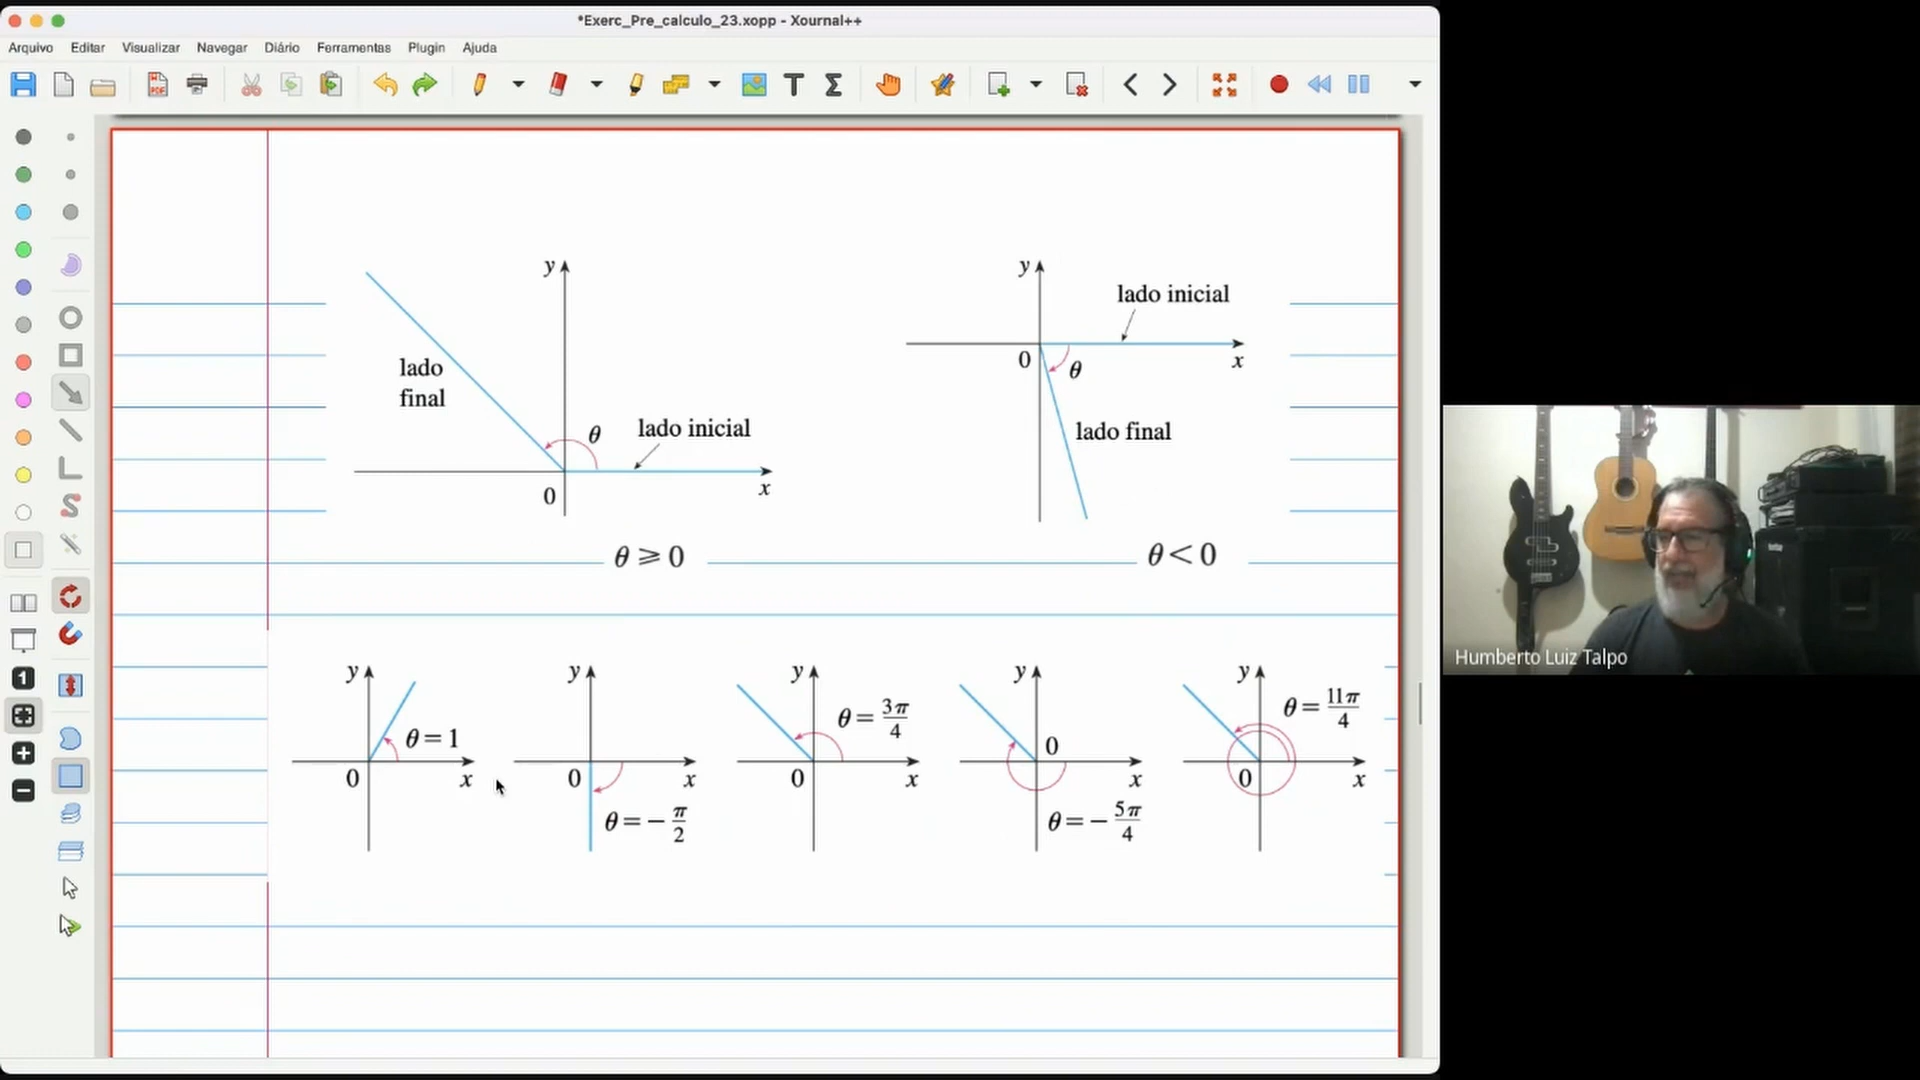 *Exerc_Pre_calculo_23.xopp - Xournal++
Arquivo Editar Visualizar Navegar Diário Ferramentas Plugin Ajuda
y
lado final
θ
lado inicial
0
x
θ ⩾ 0
y
lado inicial
0
θ
x
lado final
θ < 0
y
θ = 1
0
x
y
0
x
θ = − π/2
y
θ = 3π/4
0
x
y
0
x
θ = − 5π/4
y
θ = 11π/4
0
x
1
Humberto Luiz Talpo